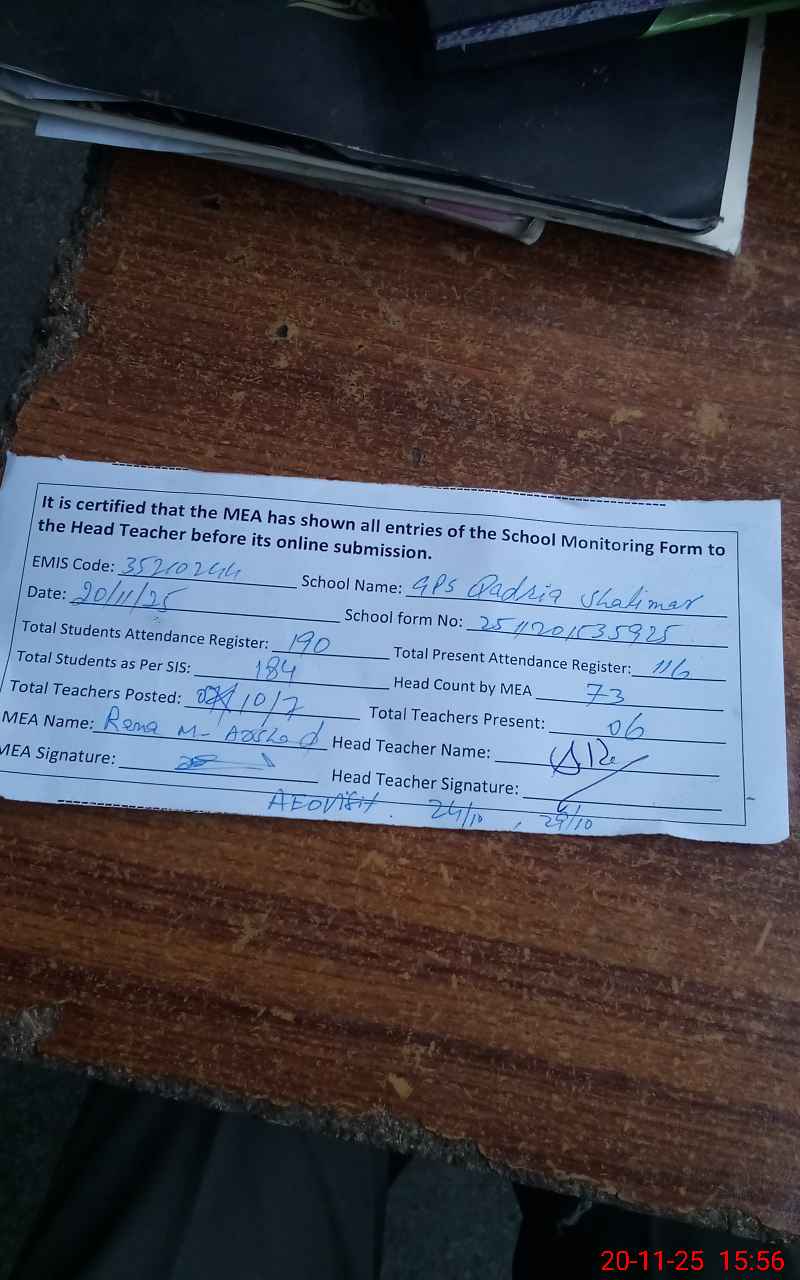 It is certified that the MEA has shown all entries of the School Monitoring Form to
the Head Teacher before its online submission.
EMIS Code: 35210244 School Name: GPS Qadria Shalimar
Date: 20/11/25 School form No: 2511201535925
Total Students Attendance Register: 190 Total Present Attendance Register: 116
Total Students as Per SIS: 184 Head Count by MEA 73
Total Teachers Posted: 10/7 Total Teachers Present: 06
MEA Name: Rana M- Arshad Head Teacher Name:
MEA Signature: Head Teacher Signature:
AEO Visit. 24/10, 29/10
20-11-25 15:56